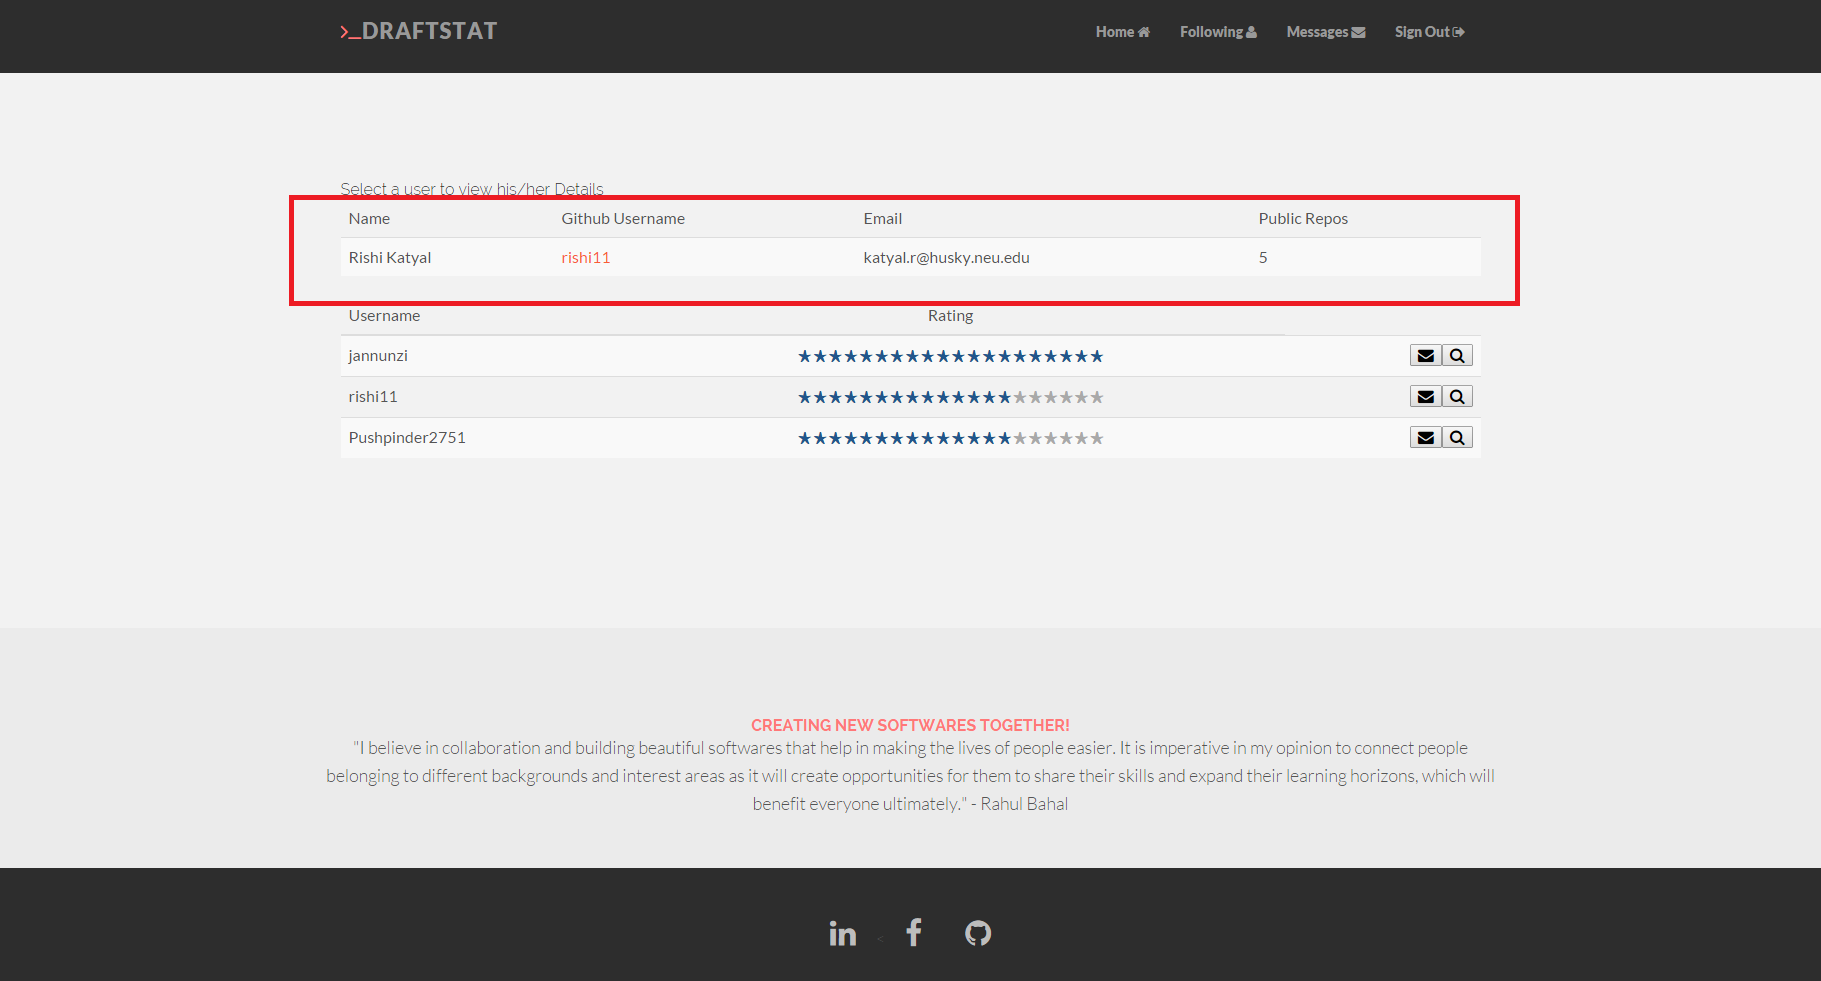 >_DRAFTSTAT Home Following Messages Sign Out
Select a user to view his/her Details
Name Github Username Email Public Repos
Rishi Katyal rishi11 katyal.r@husky.neu.edu 5
Username Rating
jannunzi
rishi11
Pushpinder2751
CREATING NEW SOFTWARES TOGETHER!
"I believe in collaboration and building beautiful softwares that help in making the lives of people easier. It is imperative in my opinion to connect people
belonging to different backgrounds and interest areas as it will create opportunities for them to share their skills and expand their learning horizons, which will
benefit everyone ultimately." - Rahul Bahal
in < f